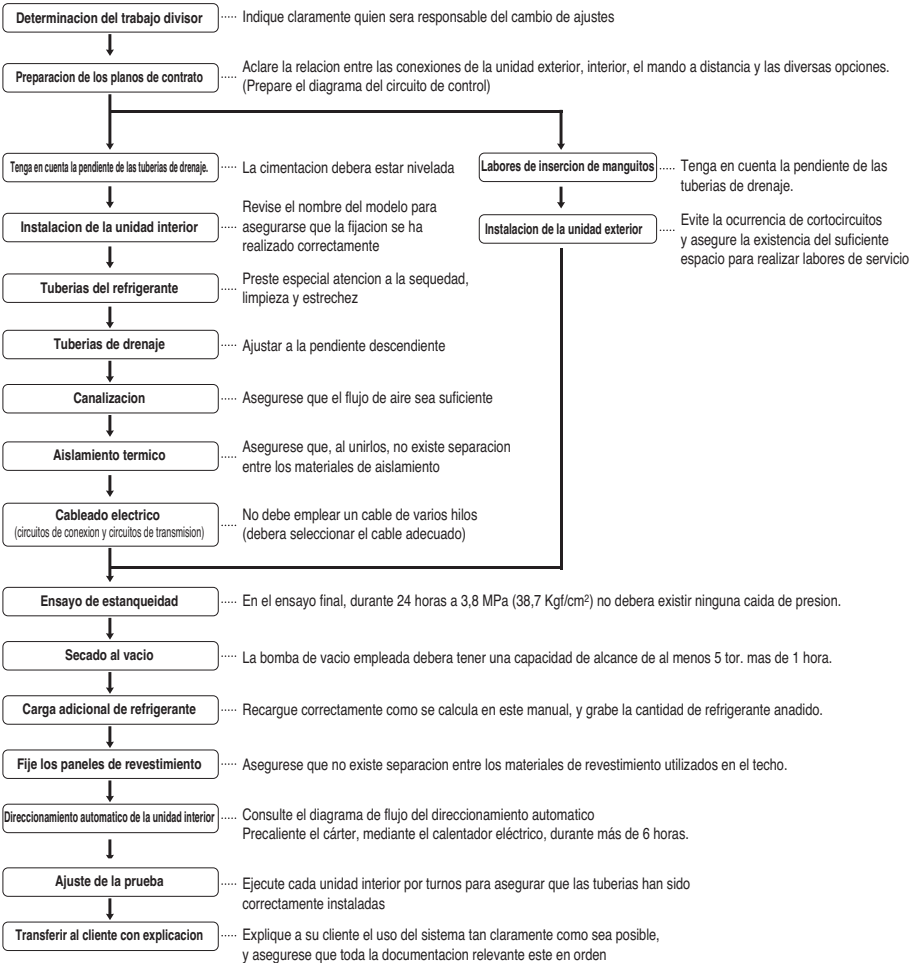 Determinacion del trabajo divisor ..... Indique claramente quien sera responsable del cambio de ajustes
Preparacion de los planos de contrato ..... Aclare la relacion entre las conexiones de la unidad exterior, interior, el mando a distancia y las diversas opciones.
(Prepare el diagrama del circuito de control)
Tenga en cuenta la pendiente de las tuberias de drenaje. ..... La cimentacion debera estar nivelada
Labores de insercion de manguitos ..... Tenga en cuenta la pendiente de las
tuberias de drenaje.
Instalacion de la unidad interior ..... Revise el nombre del modelo para
asegurarse que la fijacion se ha
realizado correctamente
Instalacion de la unidad exterior ..... Evite la ocurrencia de cortocircuitos
y asegure la existencia del suficiente
espacio para realizar labores de servicio
Tuberias del refrigerante ..... Preste especial atencion a la sequedad,
limpieza y estrechez
Tuberias de drenaje ..... Ajustar a la pendiente descendiente
Canalizacion ..... Asegurese que el flujo de aire sea suficiente
Aislamiento termico ..... Asegurese que, al unirlos, no existe separacion
entre los materiales de aislamiento
Cableado electrico
(circuitos de conexion y circuitos de transmision) ..... No debe emplear un cable de varios hilos
(debera seleccionar el cable adecuado)
Ensayo de estanqueidad ..... En el ensayo final, durante 24 horas a 3,8 MPa (38,7 Kgf/cm²) no debera existir ninguna caida de presion.
Secado al vacio ..... La bomba de vacio empleada debera tener una capacidad de alcance de al menos 5 tor. mas de 1 hora.
Carga adicional de refrigerante ..... Recargue correctamente como se calcula en este manual, y grabe la cantidad de refrigerante anadido.
Fije los paneles de revestimiento ..... Asegurese que no existe separacion entre los materiales de revestimiento utilizados en el techo.
Direccionamiento automatico de la unidad interior ..... Consulte el diagrama de flujo del direccionamiento automatico
Precaliente el cárter, mediante el calentador eléctrico, durante más de 6 horas.
Ajuste de la prueba ..... Ejecute cada unidad interior por turnos para asegurar que las tuberias han sido
correctamente instaladas
Transferir al cliente con explicacion ..... Explique a su cliente el uso del sistema tan claramente como sea posible,
y asegurese que toda la documentacion relevante este en orden